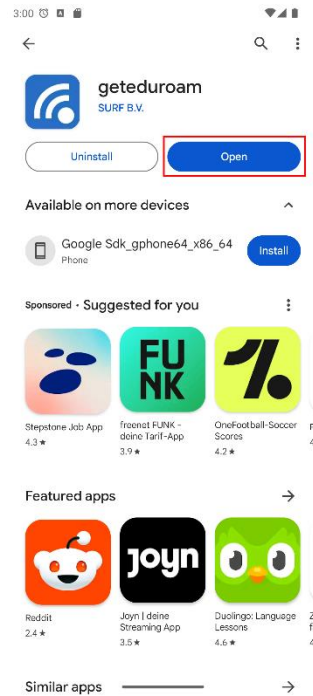 3:00
geteduroam
SURF B.V.
Uninstall
Open
Available on more devices
Google Sdk_gphone64_x86_64
Phone
Install
Sponsored · Suggested for you
FU
NK
1.
Stepstone Job App
4.3★
freenet FUNK -
deine Tarif-App
3.9★
OneFootball-Soccer
Scores
4.2★
Featured apps
joyn
Reddit
2.4★
Joyn | deine
Streaming App
3.5★
Duolingo: Language
Lessons
4.6★
Similar apps